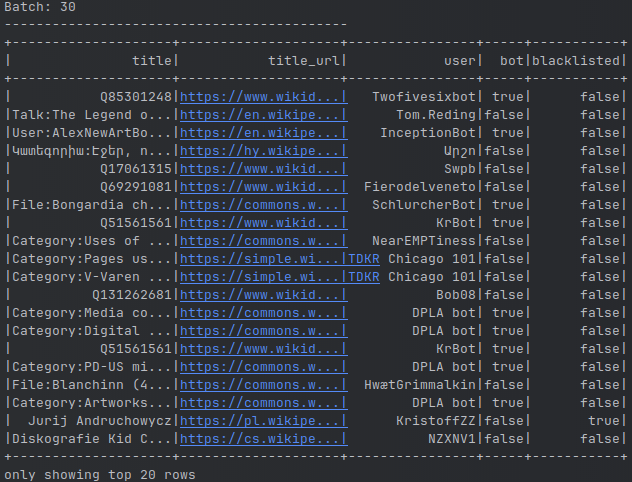 Batch: 30
-------------------------------------------
+--------------------+--------------------+----------------+-----+-----------+
|               title|           title_url|            user|  bot|blacklisted|
+--------------------+--------------------+----------------+-----+-----------+
|           Q85301248|https://www.wikid...|   Twofivesixbot| true|      false|
|Talk:The Legend o...|https://en.wikipe...|      Tom.Reding|false|      false|
|User:AlexNewArtBo...|https://en.wikipe...|    InceptionBot| true|      false|
|Կատեգորիա:Էջեր, ո...|https://hy.wikipe...|            Արշո|false|      false|
|           Q17061315|https://www.wikid...|            Swpb|false|      false|
|           Q69291081|https://www.wikid...|  Fierodelveneto|false|      false|
|File:Bongardia ch...|https://commons.w...|   SchlurcherBot| true|      false|
|           Q51561561|https://www.wikid...|           KrBot| true|      false|
|Category:Uses of ...|https://commons.w...|   NearEMPTiness|false|      false|
|Category:Pages us...|https://simple.wi...|TDKR Chicago 101|false|      false|
|Category:V-Varen ...|https://simple.wi...|TDKR Chicago 101|false|      false|
|          Q131262681|https://www.wikid...|           Bob08|false|      false|
|Category:Media co...|https://commons.w...|        DPLA bot| true|      false|
|Category:Digital ...|https://commons.w...|        DPLA bot| true|      false|
|           Q51561561|https://www.wikid...|           KrBot| true|      false|
|Category:PD-US mi...|https://commons.w...|        DPLA bot| true|      false|
|File:Blanchinn (4...|https://commons.w...|  HwætGrimmalkin|false|      false|
|Category:Artworks...|https://commons.w...|        DPLA bot| true|      false|
|  Jurij Andruchowycz|https://pl.wikipe...|      KristoffZZ|false|       true|
|Diskografie Kid C...|https://cs.wikipe...|          NZXNV1|false|      false|
+--------------------+--------------------+----------------+-----+-----------+
only showing top 20 rows